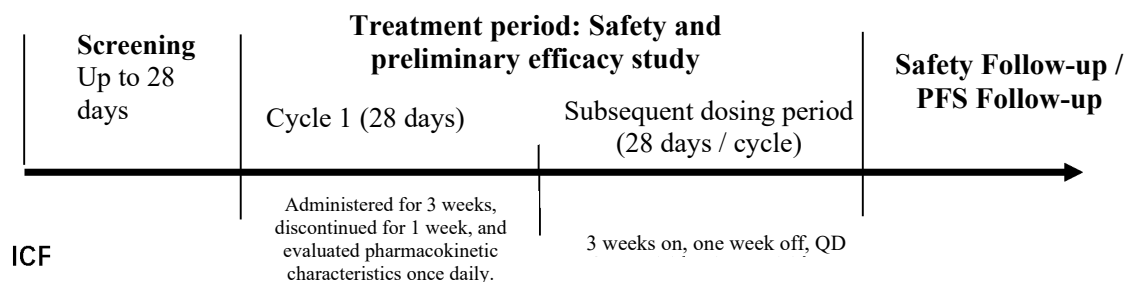 Screening
Up to 28
days
Treatment period: Safety and
preliminary efficacy study
Cycle 1 (28 days)
Subsequent dosing period
(28 days / cycle)
Safety Follow-up /
PFS Follow-up
Administered for 3 weeks,
discontinued for 1 week, and
evaluated pharmacokinetic
characteristics once daily.
3 weeks on, one week off, QD
ICF